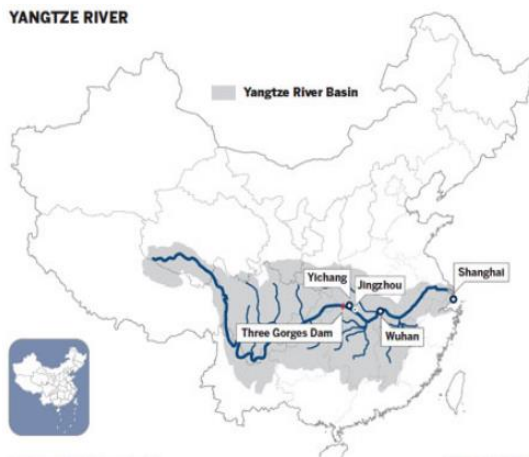 YANGTZE RIVER
Yangtze River Basin
Yichang
Jingzhou
Shanghai
Three Gorges Dam
Wuhan